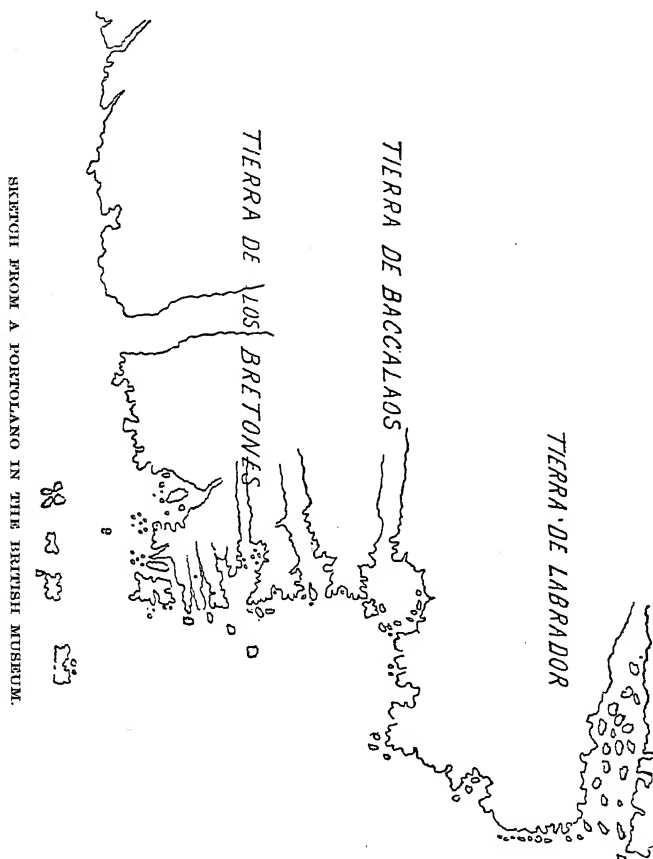 TIERRA DE LABRADOR
TIERRA DE BACCALAOS
TIERRA DE LOS BRETONES
SKETCH FROM A PORTOLANO IN THE BRITISH MUSEUM.